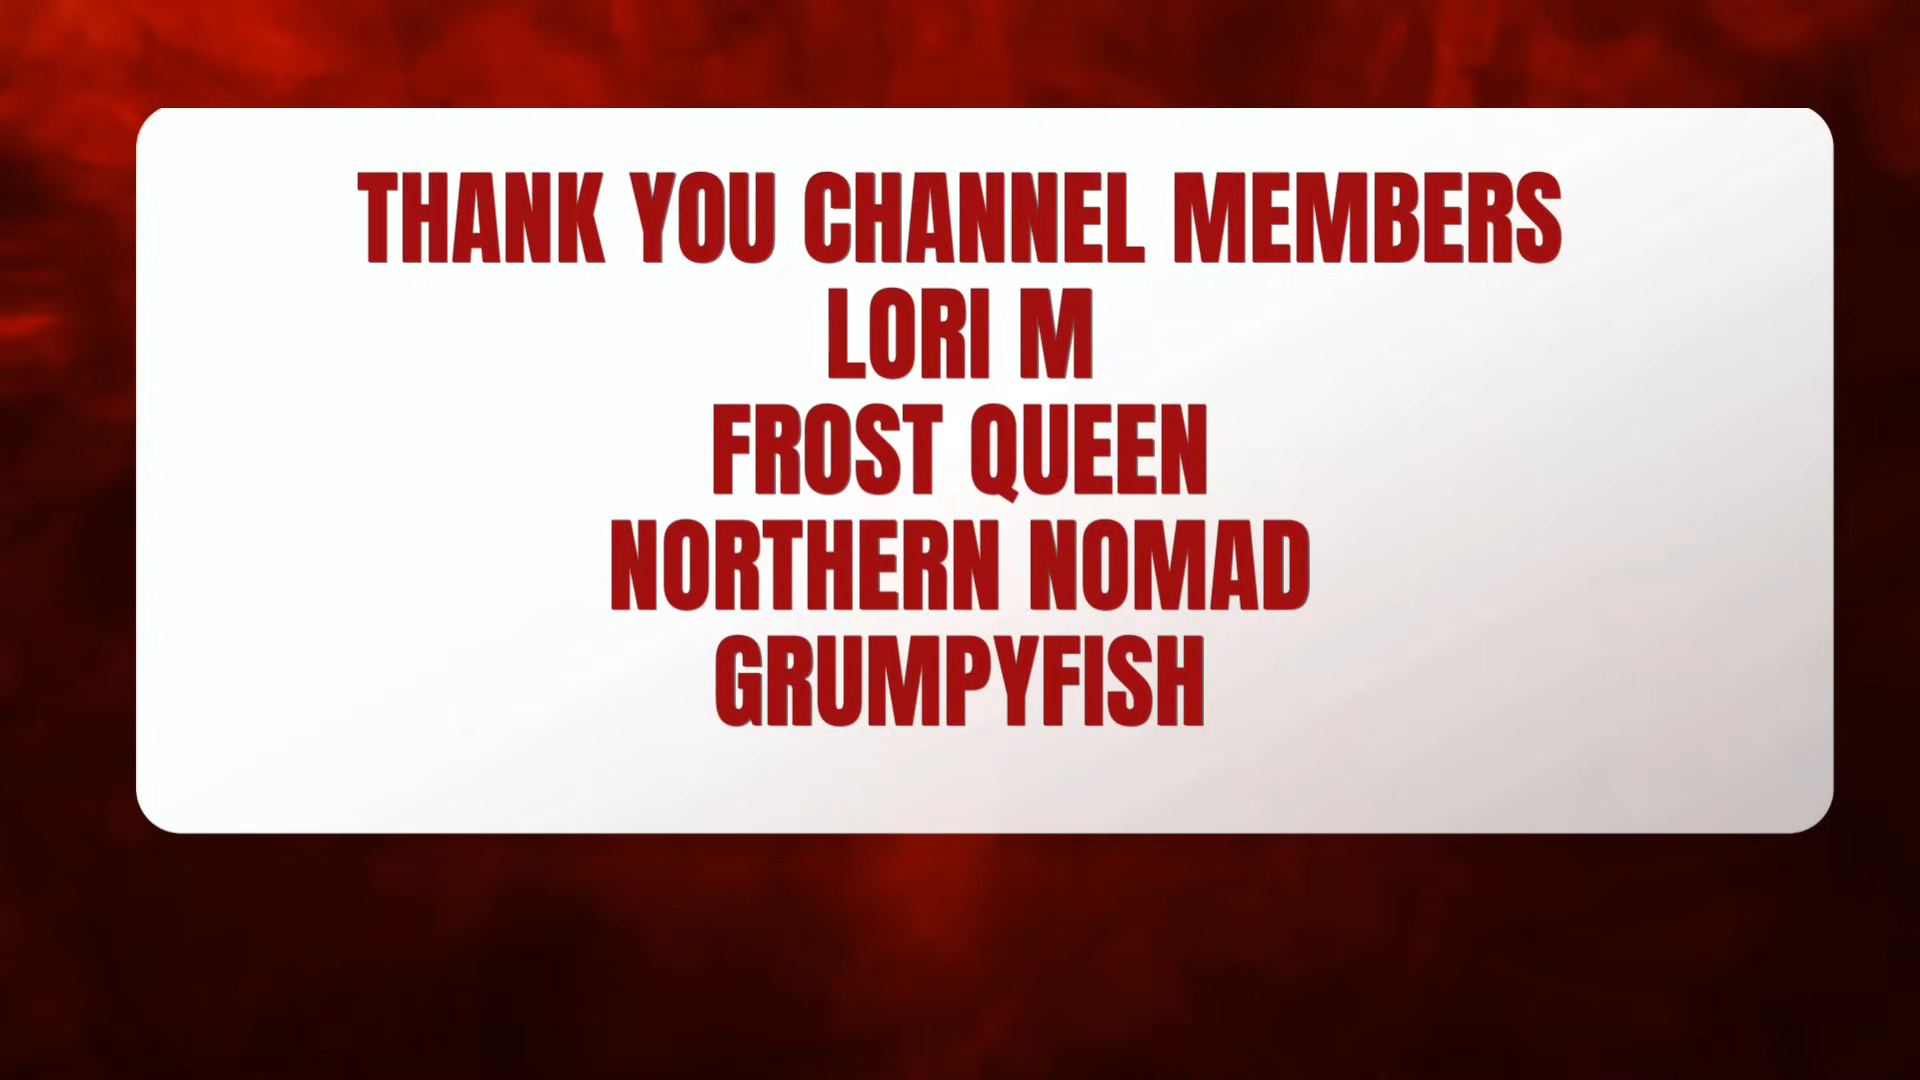 THANK YOU CHANNEL MEMBERS
LORI M
FROST QUEEN
NORTHERN NOMAD
GRUMPYFISH